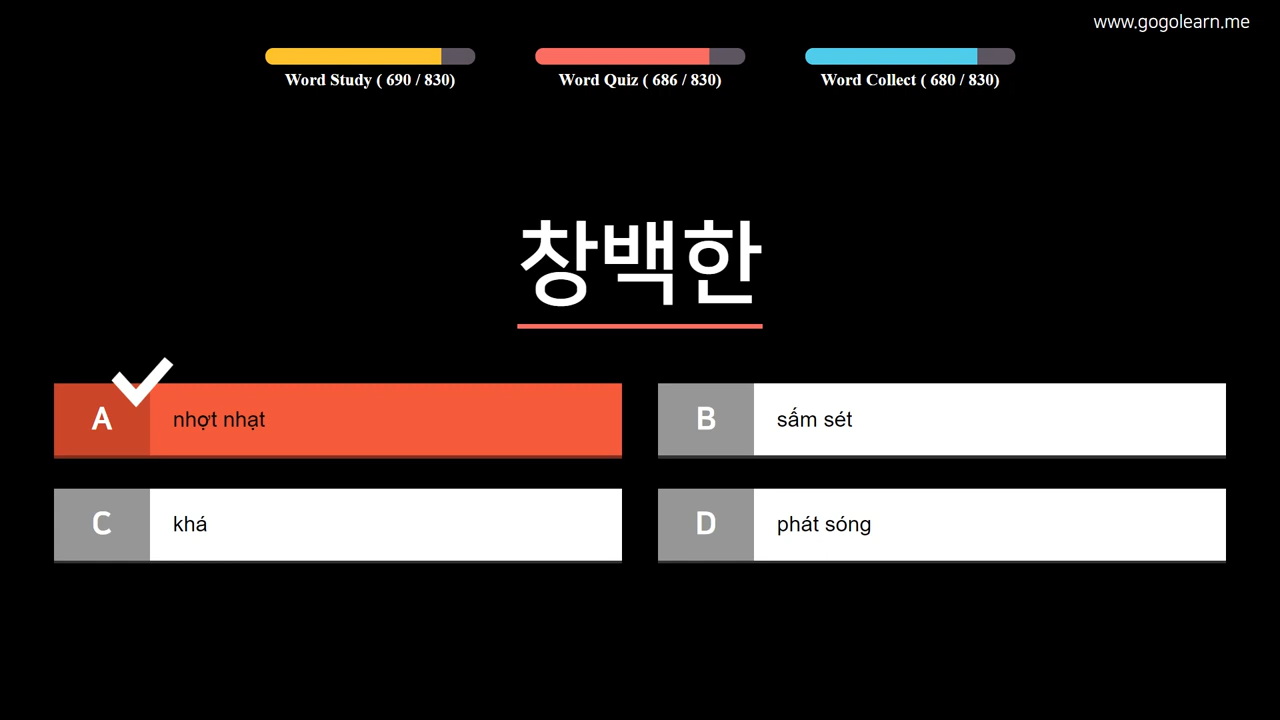 www.gogolearn.me
Word Study ( 690 / 830)
Word Quiz ( 686 / 830)
Word Collect ( 680 / 830)
창백한
A nhợt nhạt
B sấm sét
C khá
D phát sóng